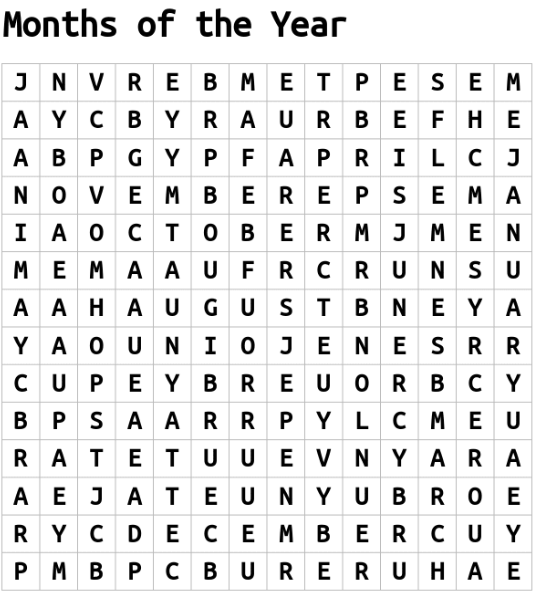 Months of the Year
J N V R E B M E T P E S E M
A Y C B Y R A U R B E F H E
A B P G Y P F A P R I L C J
N O V E M B E R E P S E M A
I A O C T O B E R M J M E N
M E M A A U F R C R U N S U
A A H A U G U S T B N E Y A
Y A O U N I O J E N E S R R
C U P E Y B R E U O R B C Y
B P S A A R R P Y L C M E U
R A T E T U U E V N Y A R A
A E J A T E U N Y U B R O E
R Y C D E C E M B E R C U Y
P M B P C B U R E R U H A E